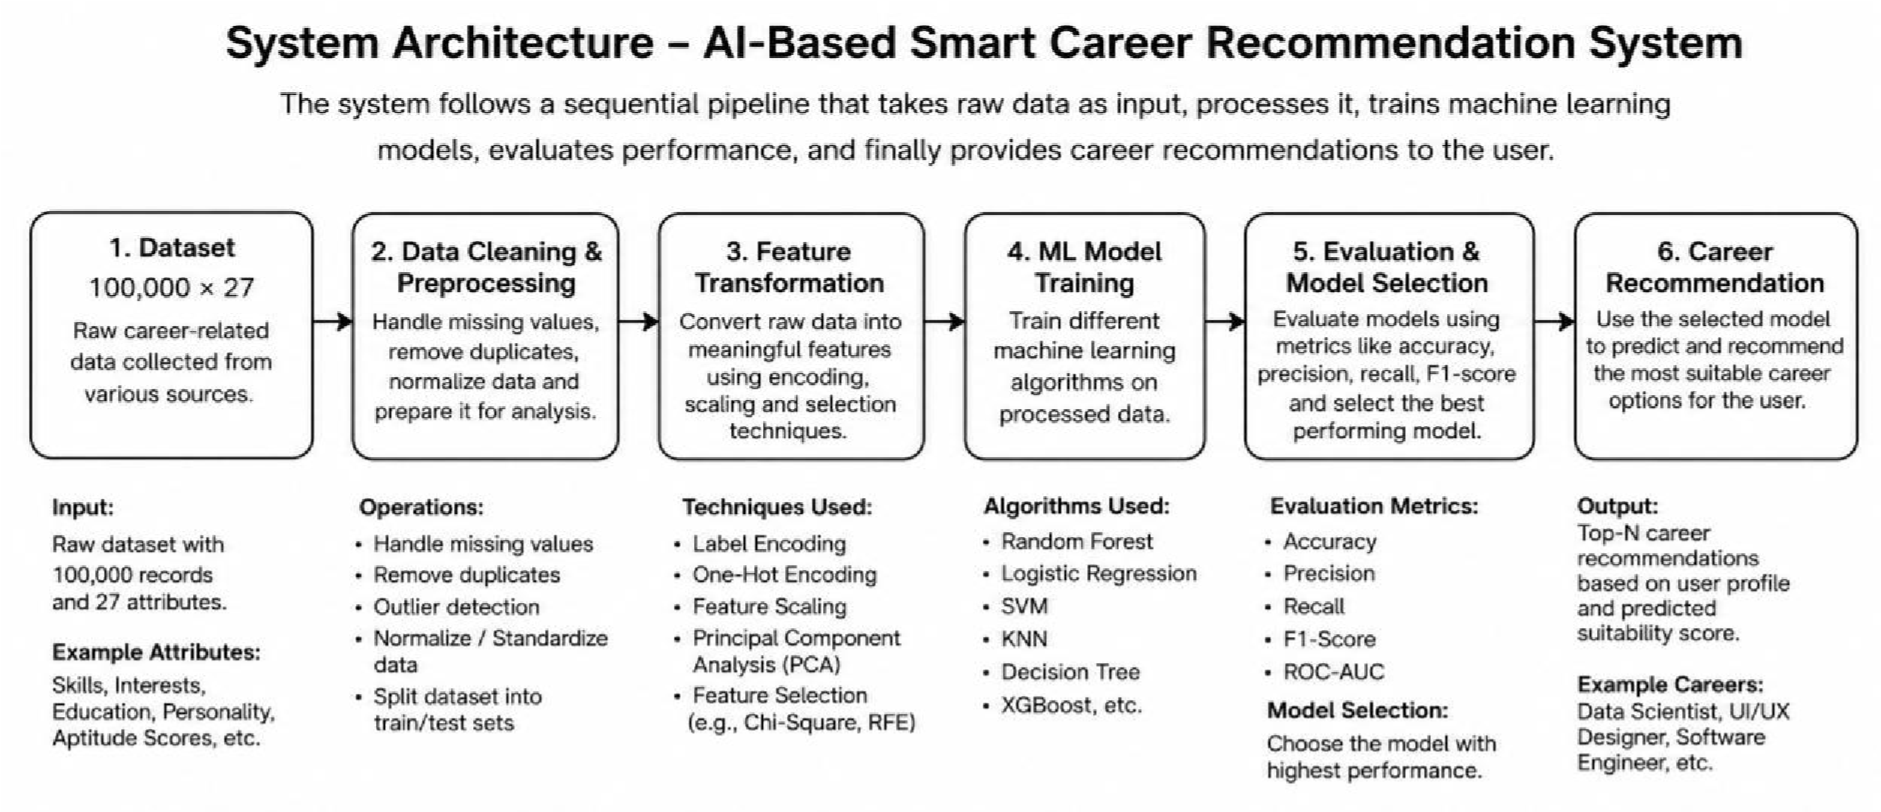 System Architecture – AI-Based Smart Career Recommendation System
The system follows a sequential pipeline that takes raw data as input, processes it, trains machine learning
models, evaluates performance, and finally provides career recommendations to the user.
1. Dataset
100,000 × 27
Raw career-related
data collected from
various sources.
2. Data Cleaning &
Preprocessing
Handle missing values,
remove duplicates,
normalize data and
prepare it for analysis.
3. Feature
Transformation
Convert raw data into
meaningful features
using encoding,
scaling and selection
techniques.
4. ML Model
Training
Train different
machine learning
algorithms on
processed data.
5. Evaluation &
Model Selection
Evaluate models using
metrics like accuracy,
precision, recall, F1-score
and select the best
performing model.
6. Career
Recommendation
Use the selected model
to predict and recommend
the most suitable career
options for the user.
Input:
Raw dataset with
100,000 records
and 27 attributes.
Example Attributes:
Skills, Interests,
Education, Personality,
Aptitude Scores, etc.
Operations:
• Handle missing values
• Remove duplicates
• Outlier detection
• Normalize / Standardize
data
• Split dataset into
train/test sets
Techniques Used:
• Label Encoding
• One-Hot Encoding
• Feature Scaling
• Principal Component
Analysis (PCA)
• Feature Selection
(e.g., Chi-Square, RFE)
Algorithms Used:
• Random Forest
• Logistic Regression
• SVM
• KNN
• Decision Tree
• XGBoost, etc.
Evaluation Metrics:
• Accuracy
• Precision
• Recall
• F1-Score
• ROC-AUC
Model Selection:
Choose the model with
highest performance.
Output:
Top-N career
recommendations
based on user profile
and predicted
suitability score.
Example Careers:
Data Scientist, UI/UX
Designer, Software
Engineer, etc.